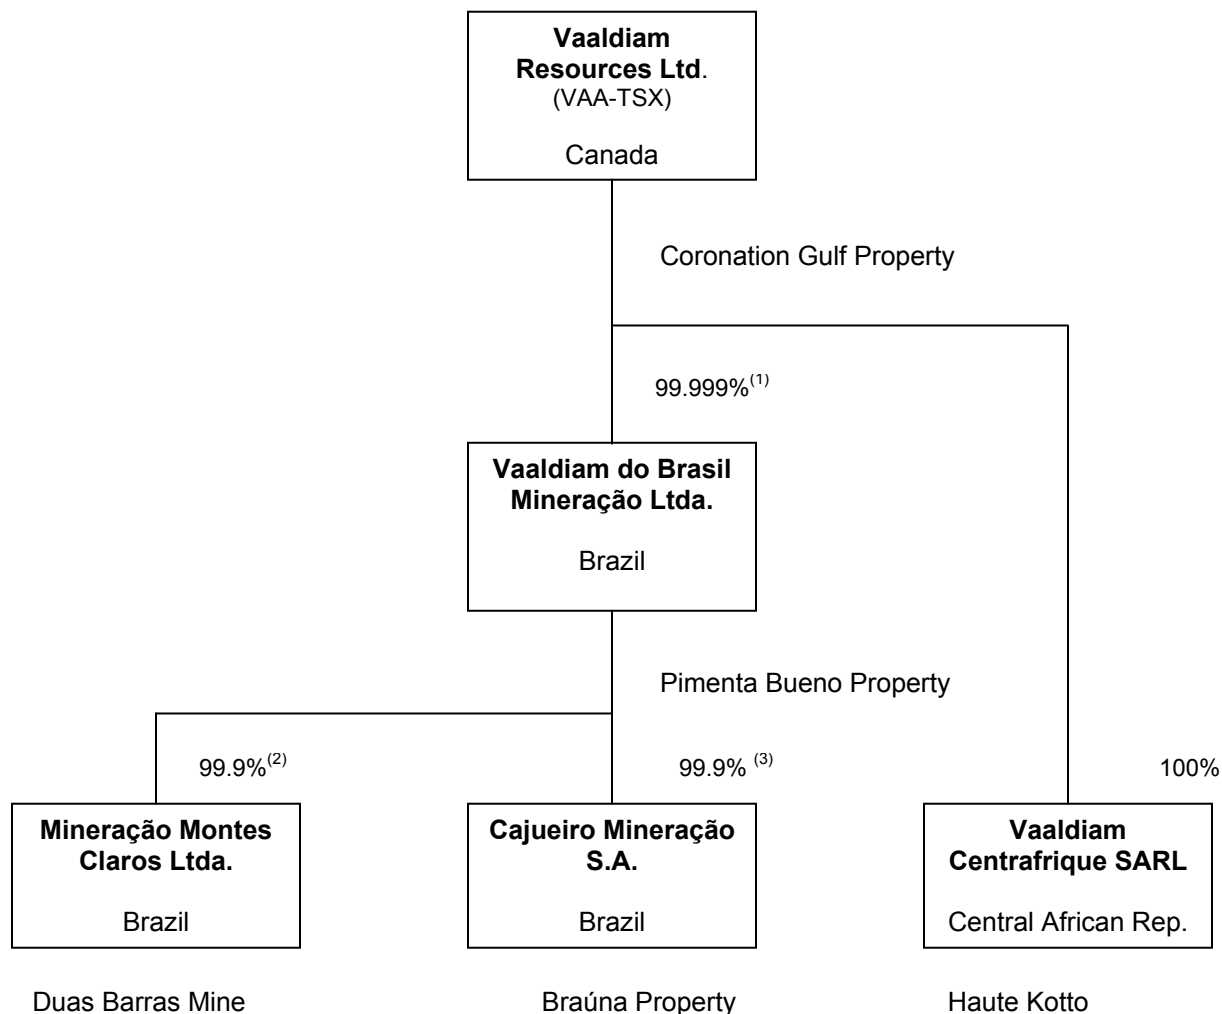 Vaaldiam
Resources Ltd.
(VAA-TSX)
Canada
Coronation Gulf Property
99.999%(1)
Vaaldiam do Brasil
Mineração Ltda.
Brazil
Pimenta Bueno Property
99.9%(2)
99.9% (3)
100%
Mineração Montes
Claros Ltda.
Brazil
Cajueiro Mineração
S.A.
Brazil
Vaaldiam
Centrafrique SARL
Central African Rep.
Duas Barras Mine
Braúna Property
Haute Kotto